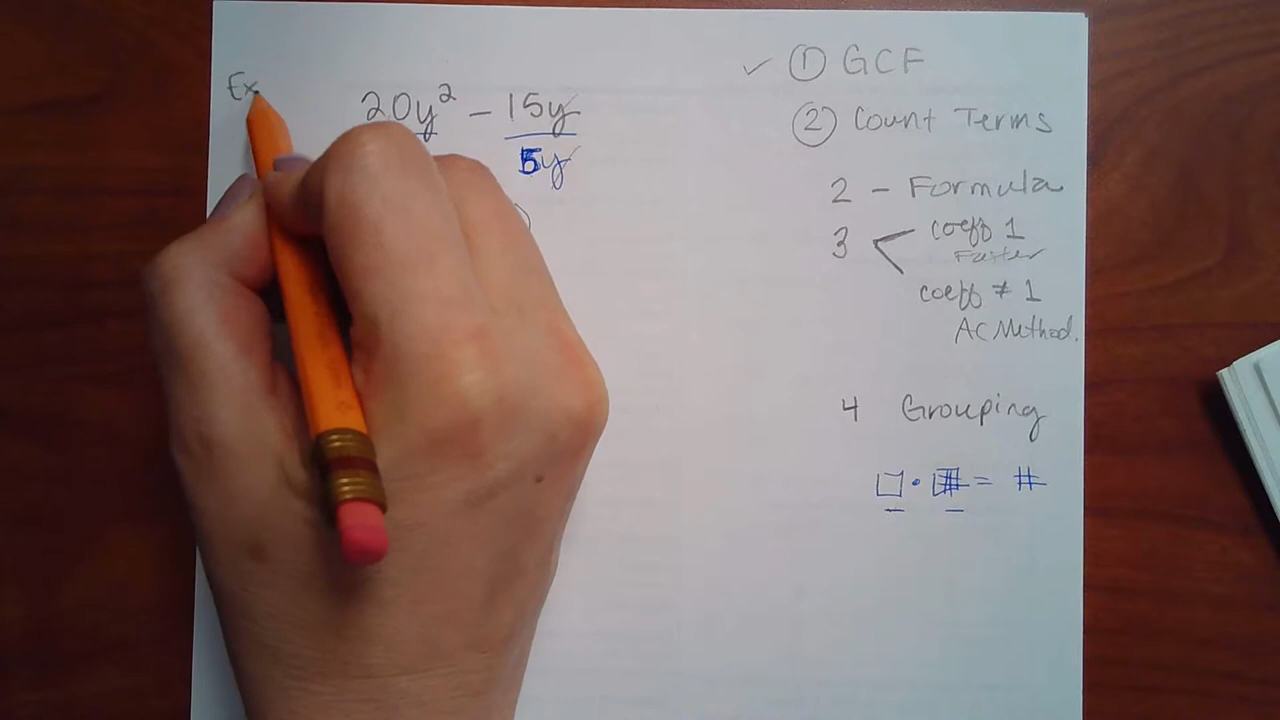 Ex
20y² - 15y
5y
✓ ① GCF
② Count Terms
2 - Formula
3 < coeff 1
coeff ≠ 1
AC Method.
4 Grouping
□ · # = #